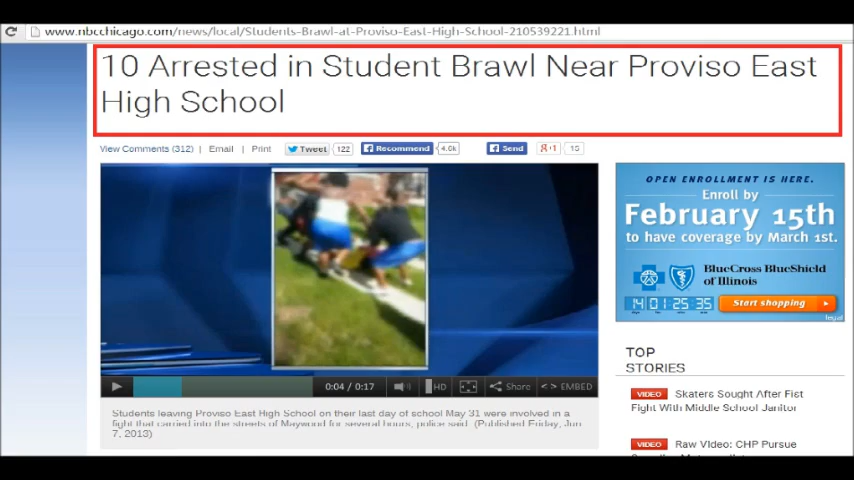 www.nbcchicago.com/news/local/Students-Brawl-at-Proviso-East-High-School-210539221.html
10 Arrested in Student Brawl Near Proviso East
High School
View Comments (312) | Email | Print Tweet 122 Recommend 4.6k Send +1 15
OPEN ENROLLMENT IS HERE.
Enroll by
February 15th
to have coverage by March 1st.
BlueCross BlueShield
of Illinois
14 01:25 35
Start shopping
legal
0:04 / 0:17 HD Share < > EMBED
Students leaving Proviso East High School on their last day of school May 31 were involved in a
fight that carried into the streets of Maywood for several hours, police said. (Published Friday, Jun
7, 2013)
TOP
STORIES
VIDEO Skaters Sought After Fist
Fight With Middle School Janitor
VIDEO Raw Video: CHP Pursue